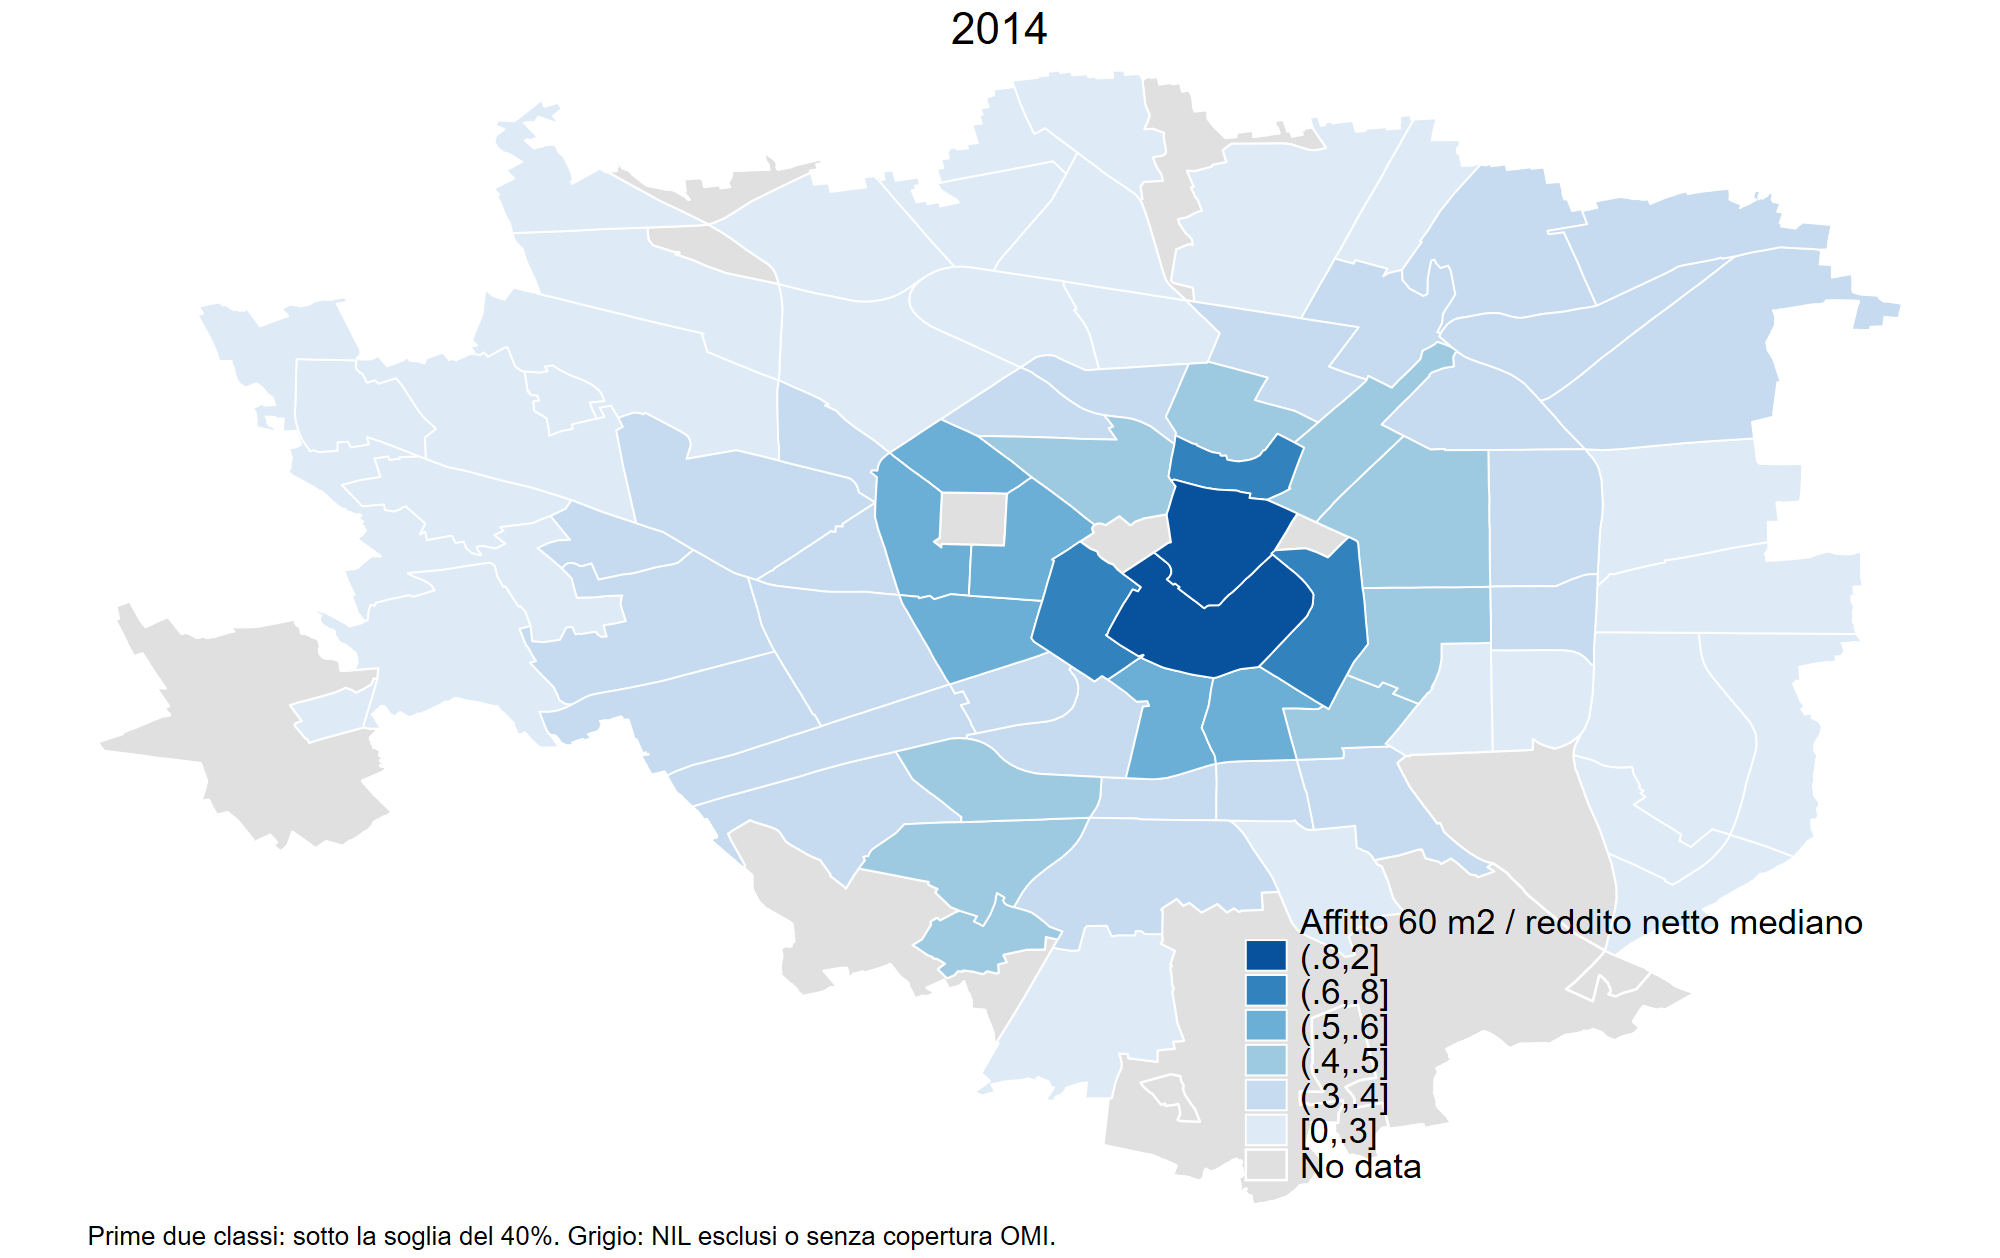 2014
Affitto 60 m2 / reddito netto mediano
(.8,2]
(.6,.8]
(.5,.6]
(.4,.5]
(.3,.4]
[0,.3]
No data
Prime due classi: sotto la soglia del 40%. Grigio: NIL esclusi o senza copertura OMI.